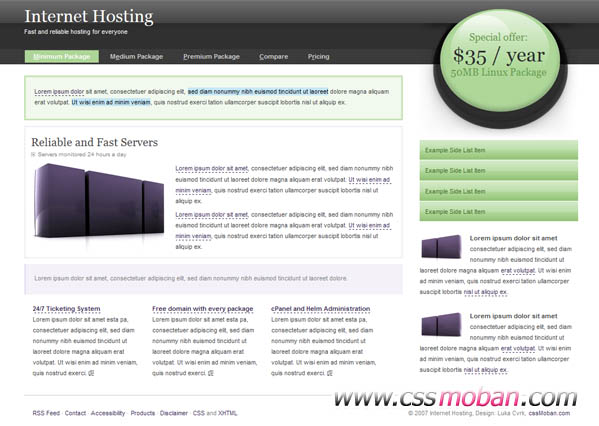 Internet Hosting
Fast and reliable hosting for everyone
Minimum Package Medium Package Premium Package Compare Pricing
Special offer:
$35 / year
50MB Linux Package
Lorem ipsum dolor sit amet, consectetuer adipiscing elit, sed diam nonummy nibh euismod tincidunt ut laoreet dolore magna aliquam
erat volutpat. Ut wisi enim ad minim veniam, quis nostrud exerci tation ullamcorper suscipit lobortis nisl ut aliquip ex.
Reliable and Fast Servers
Servers monitored 24 hours a day
Lorem ipsum dolor sit amet, consectetuer adipiscing elit, sed diam nonummy nibh euismod
tincidunt ut laoreet dolore magna aliquam erat volutpat. Ut wisi enim ad
minim veniam, quis nostrud exerci tation ullamcorper suscipit lobortis nisl ut
aliquip ex.
Lorem ipsum dolor sit amet, consectetuer adipiscing elit, sed diam nonummy nibh euismod
tincidunt ut laoreet dolore magna aliquam erat volutpat. Ut wisi enim ad
minim veniam, quis nostrud exerci tation ullamcorper suscipit lobortis nisl ut
aliquip ex.
Lorem ipsum dolor sit amet, consectetuer adipiscing elit, sed diam nonummy nibh euismod tincidunt ut laoreet dolore.
24/7 Ticketing System
Lorem ipsum dolor sit amet esta pa,
consectetuer adipiscing elit, sed diam
nonummy nibh euismod tincidunt ut
laoreet dolore magna aliquam erat
volutpat. Ut wisi enim ad minim veniam,
quis nostrud exerci.
Free domain with every package
Lorem ipsum dolor sit amet esta pa,
consectetuer adipiscing elit, sed diam
nonummy nibh euismod tincidunt ut
laoreet dolore magna aliquam erat
volutpat. Ut wisi enim ad minim veniam,
quis nostrud exerci.
cPanel and Helm Administration
Lorem ipsum dolor sit amet esta pa,
consectetuer adipiscing elit, sed diam
nonummy nibh euismod tincidunt ut
laoreet dolore magna aliquam erat
volutpat. Ut wisi enim ad minim veniam,
quis nostrud exerci.
Example Side List Item
Example Side List Item
Example Side List Item
Example Side List Item
Lorem ipsum dolor sit amet
consectetuer adipiscing elit, sed
diam nonummy nibh euismod tincidunt ut
laoreet dolore magna aliquam erat volutpat. Ut wisi enim ad
minim veniam, quis nostrud exerci tation ullamcorper
suscipit lobortis nisl ut aliquip ex.
Lorem ipsum dolor sit amet
consectetuer adipiscing elit, sed
diam nonummy nibh euismod tincidunt ut
laoreet dolore magna aliquam erat volutpat. Ut wisi enim ad
minim veniam, quis nostrud exerci tation ullamcorper
suscipit lobortis nisl ut aliquip ex.
www.cssmoban.com
RSS Feed · Contact · Accessibility · Products · Disclaimer · CSS and XHTML
© 2007 Internet Hosting, Design: Luka Cvrk, cssMoban.com